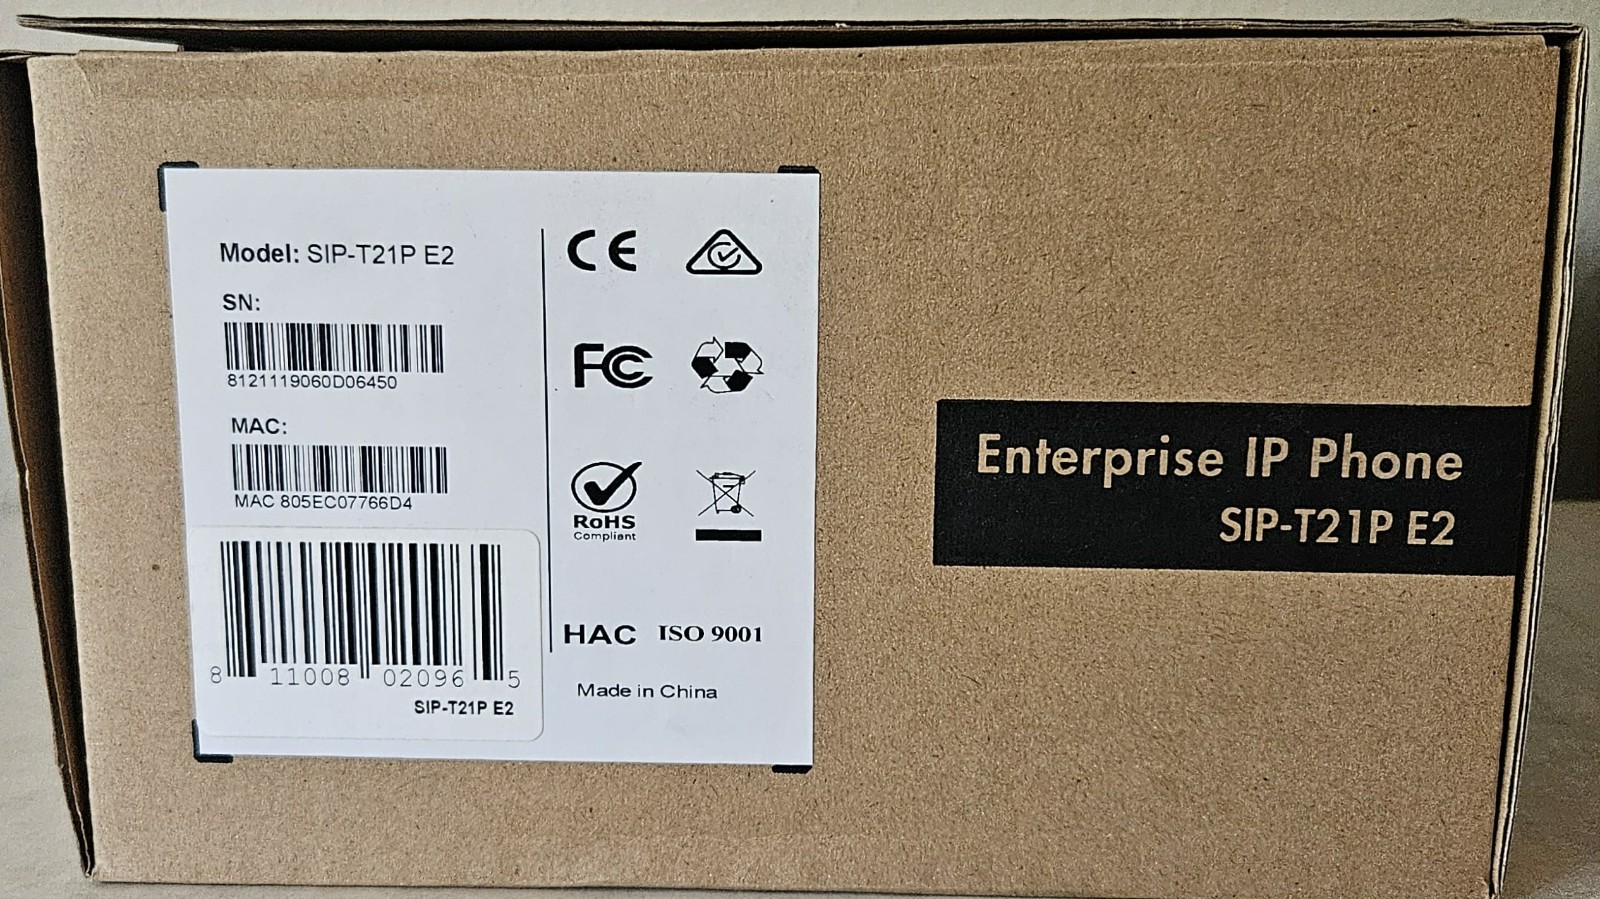 Model: SIP-T21P E2
SN:
8121119060D06450
MAC:
MAC 805EC07766D4
8 11008 02096 5
SIP-T21P E2
CE
FC
RoHS
Compliant
HAC ISO 9001
Made in China
Enterprise IP Phone
SIP-T21P E2